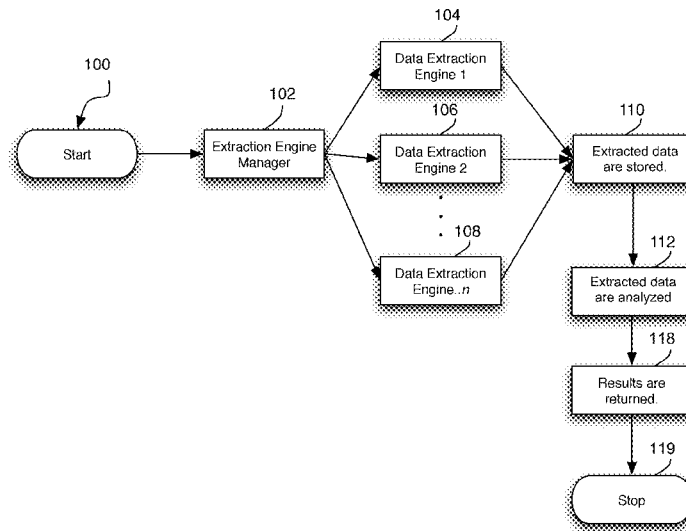 100
Start
102
Extraction Engine
Manager
104
Data Extraction
Engine 1
106
Data Extraction
Engine 2
108
Data Extraction
Engine..n
110
Extracted data
are stored.
112
Extracted data
are analyzed
118
Results are
returned.
119
Stop